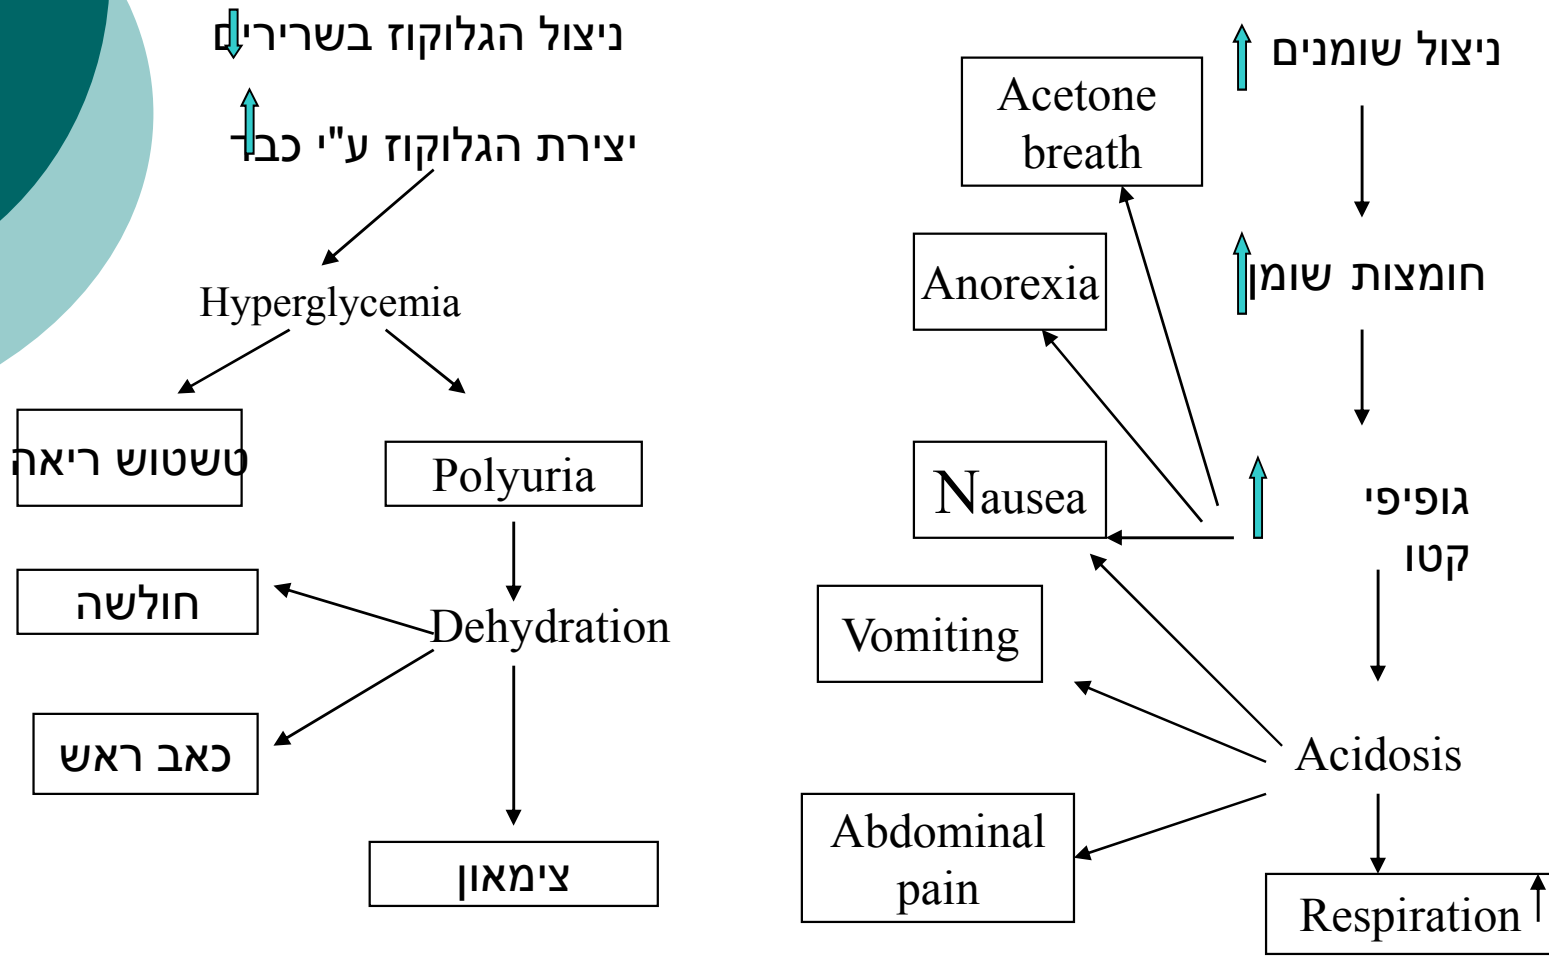 ניצול הגלוקוז בשרירים
יצירת הגלוקוז ע"י כבד
Hyperglycemia
טשטוש ריאה
Polyuria
חולשה
Dehydration
כאב ראש
צימאון
ניצול שומנים
Acetone
breath
חומצות שומן
Anorexia
גופיפי
קטו
Nausea
Vomiting
Acidosis
Abdominal
pain
Respiration